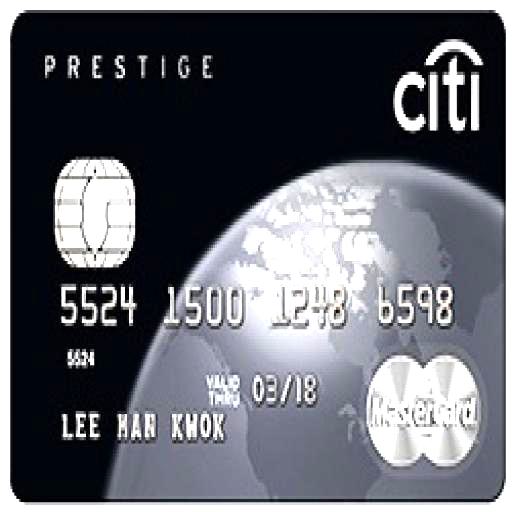 PRESTIGE
citi
5524 1500 1248 6598
5524
VALID THRU 03/18
LEE MAN KWOK
MasterCard